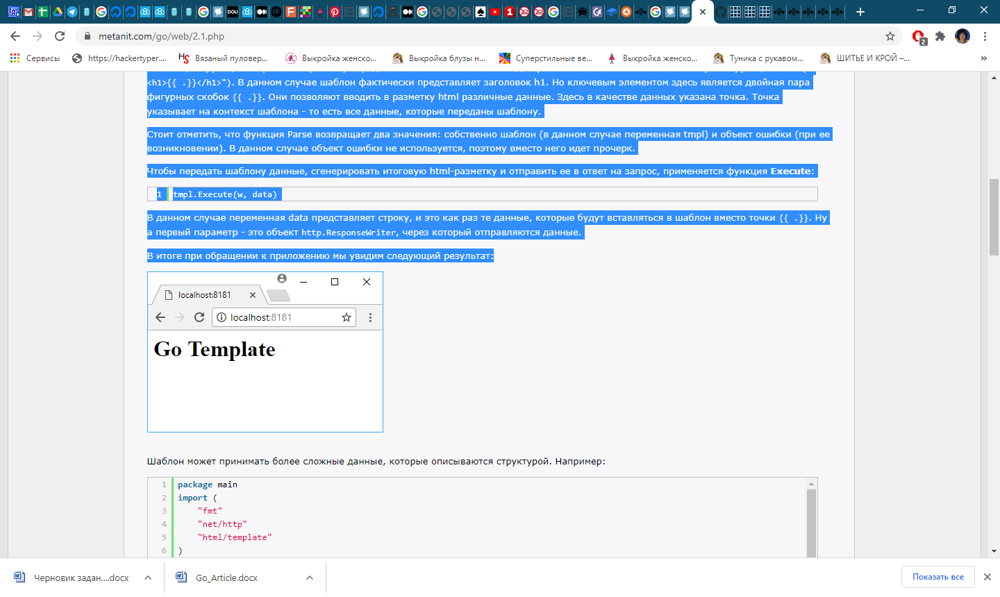 metanit.com/go/web/2.1.php
Сервисы
https://hackertyper....
Вязаный пуловер...
Выкройка женско...
Выкройка блузы н...
Суперстильные ве...
Выкройка женско...
Туника с рукавом...
ШИТЬЕ И КРОЙ –...
<h1>{{ .}}</h1>"). В данном случае шаблон фактически представляет заголовок h1. Но ключевым элементом здесь является двойная пара
фигурных скобок {{ .}}. Они позволяют вводить в разметку html различные данные. Здесь в качестве данных указана точка. Точка
указывает на контекст шаблона - то есть все данные, которые переданы шаблону.
Стоит отметить, что функция Parse возвращает два значения: собственно шаблон (в данном случае переменная tmpl) и объект ошибки (при ее
возникновении). В данном случае объект ошибки не используется, поэтому вместо него идет прочерк.
Чтобы передать шаблону данные, сгенерировать итоговую html-разметку и отправить ее в ответ на запрос, применяется функция Execute:
1 tmpl.Execute(w, data)
В данном случае переменная data представляет строку, и это как раз те данные, которые будут вставляться в шаблон вместо точки {{ .}}. Ну
а первый параметр - это объект http.ResponseWriter, через который отправляются данные.
В итоге при обращении к приложению мы увидим следующий результат:
localhost:8181
localhost:8181
Go Template
Шаблон может принимать более сложные данные, которые описываются структурой. Например:
1 package main
2 import (
3 "fmt"
4 "net/http"
5 "html/template"
6 )
Черновик задан....docx
Go_Article.docx
Показать все